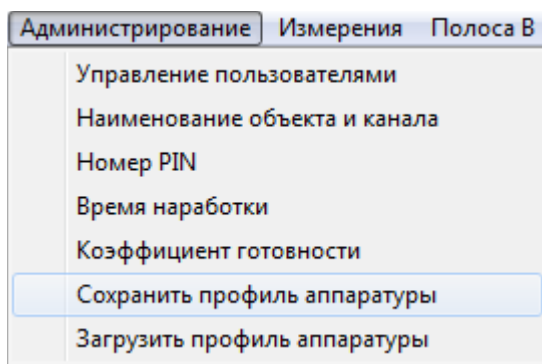 Администрирование Измерения Полоса В
Управление пользователями
Наименование объекта и канала
Номер PIN
Время наработки
Коэффициент готовности
Сохранить профиль аппаратуры
Загрузить профиль аппаратуры